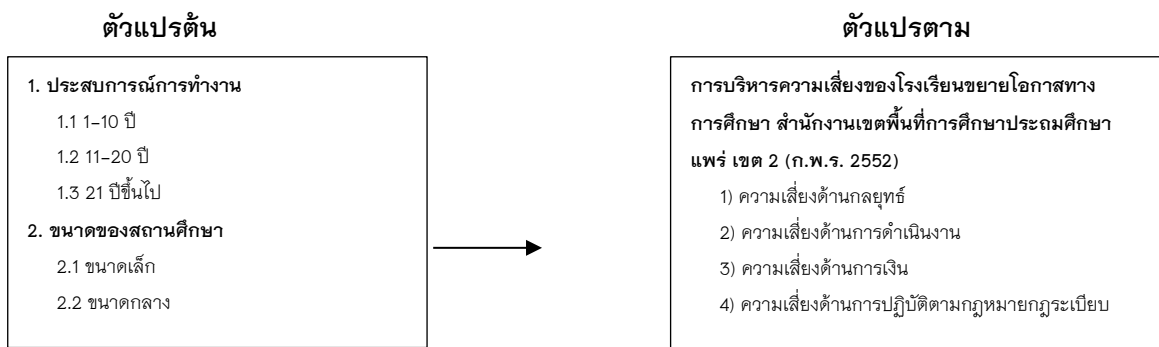 ตัวแปรต้น
1. ประสบการณ์การทำงาน
1.1 1–10 ปี
1.2 11–20 ปี
1.3 21 ปีขึ้นไป
2. ขนาดของสถานศึกษา
2.1 ขนาดเล็ก
2.2 ขนาดกลาง
ตัวแปรตาม
การบริหารความเสี่ยงของโรงเรียนขยายโอกาสทาง
การศึกษา สำนักงานเขตพื้นที่การศึกษาประถมศึกษา
แพร่ เขต 2 (ก.พ.ร. 2552)
1) ความเสี่ยงด้านกลยุทธ์
2) ความเสี่ยงด้านการดำเนินงาน
3) ความเสี่ยงด้านการเงิน
4) ความเสี่ยงด้านการปฏิบัติตามกฎหมายกฎระเบียบ